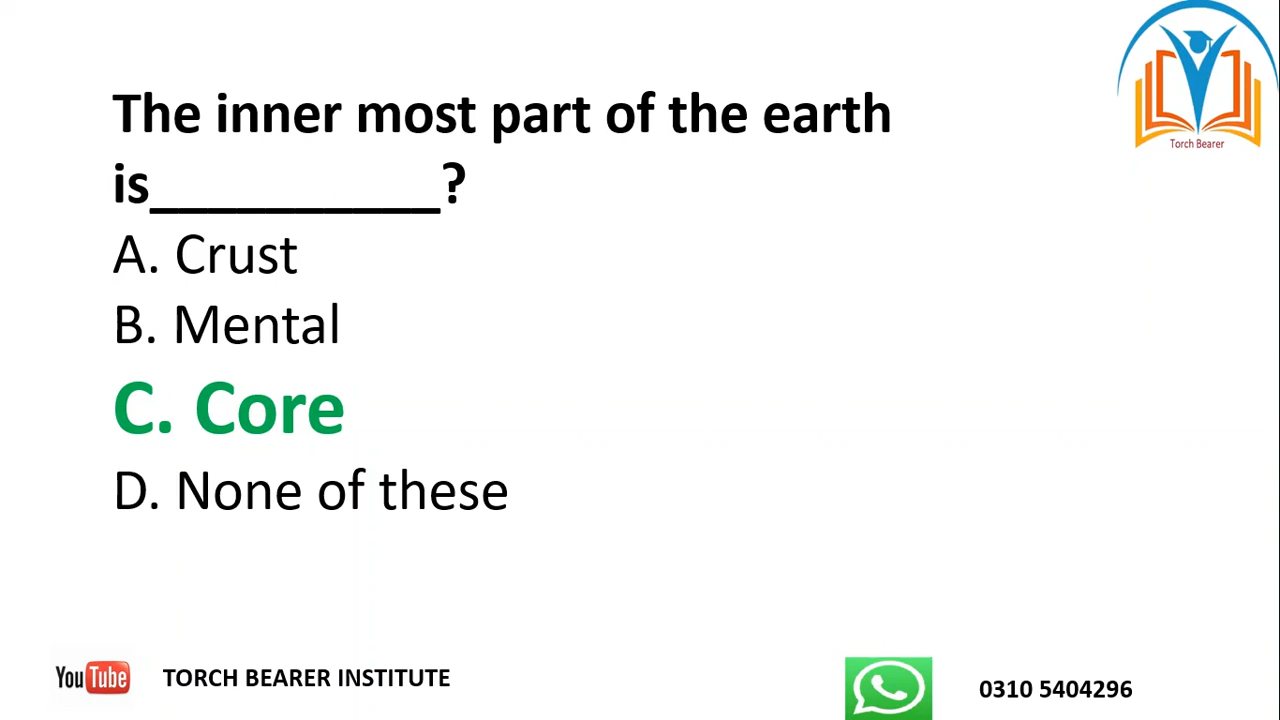 Torch Bearer
The inner most part of the earth
is__________?
A. Crust
B. Mental
C. Core
D. None of these
YouTube
TORCH BEARER INSTITUTE
0310 5404296